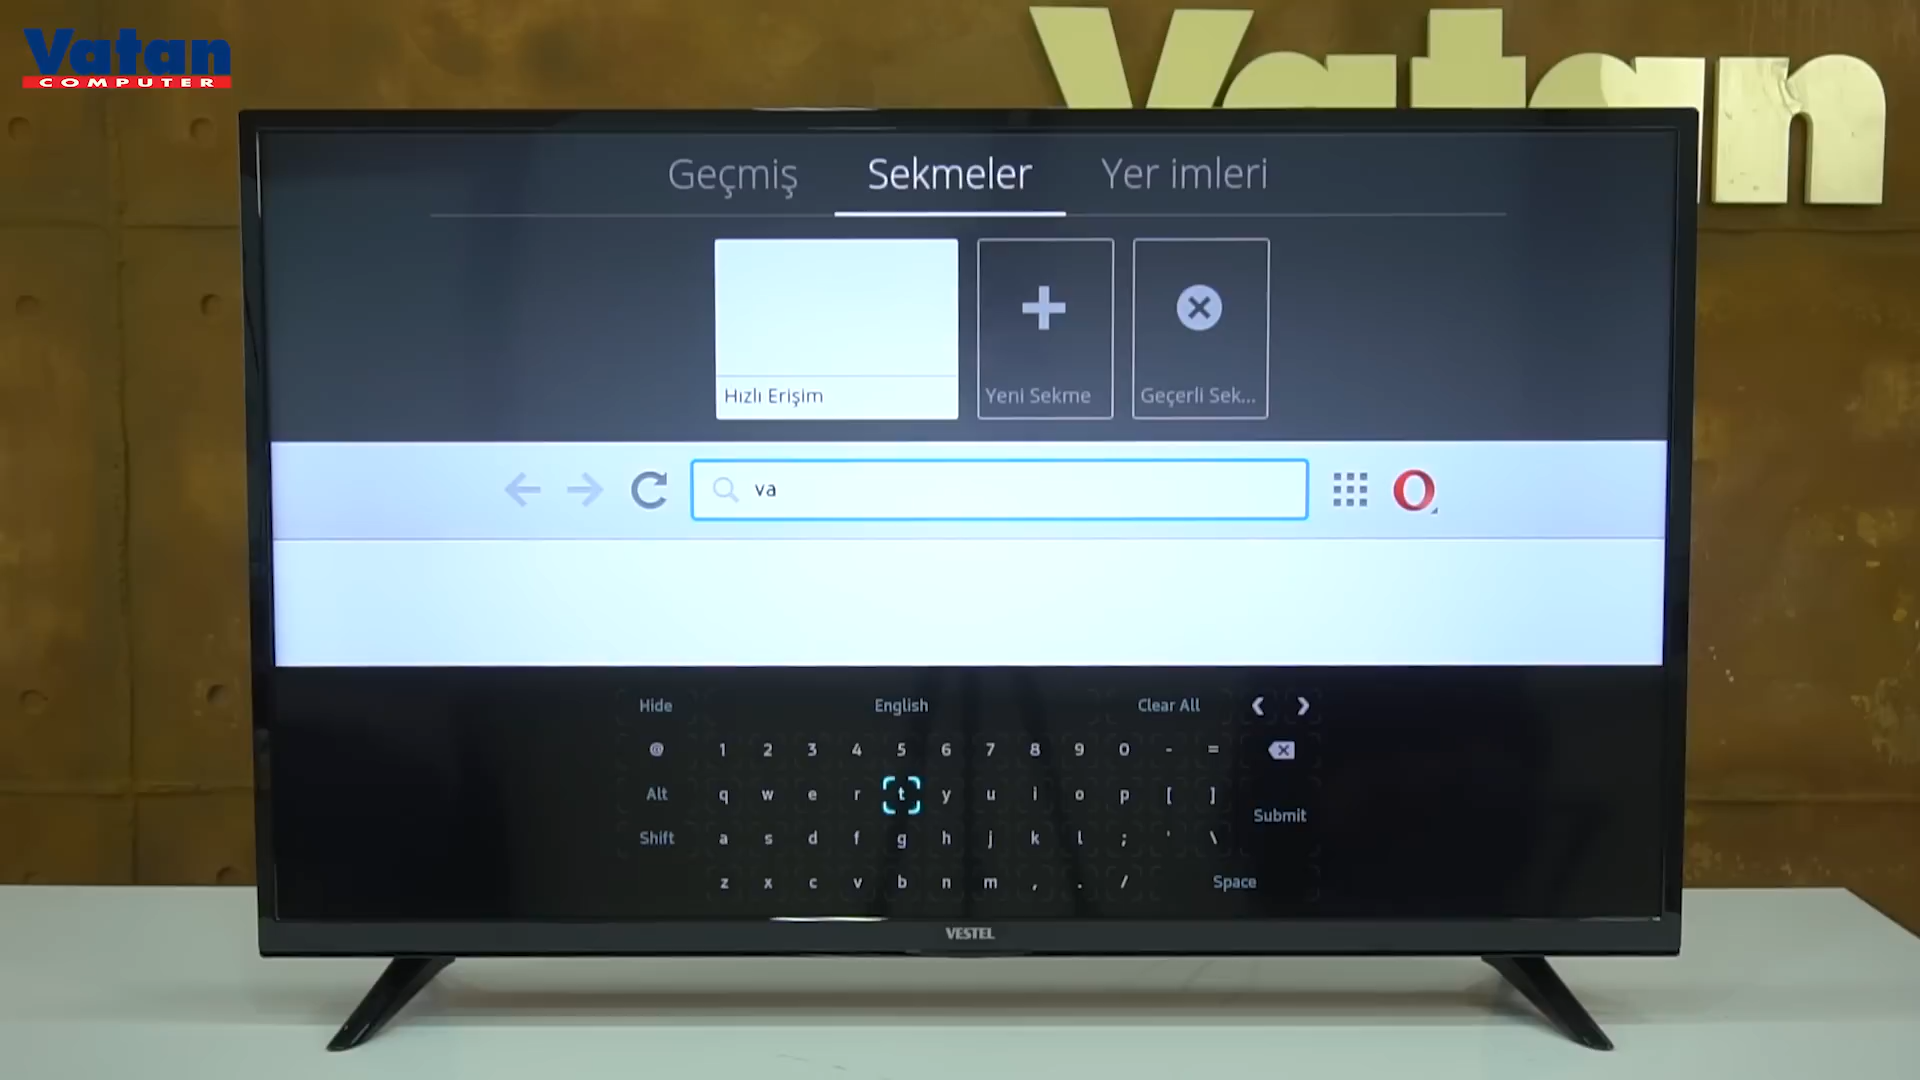 Vatan
COMPUTER
Vatan
Geçmiş Sekmeler Yer imleri
Hızlı Erişim Yeni Sekme Geçerli Sek...
va
Hide English Clear All
@ 1 2 3 4 5 6 7 8 9 0 - =
Alt q w e r t y u i o p [ ]
Submit
Shift a s d f g h j k l ; ' \
z x c v b n m , . / Space
VESTEL